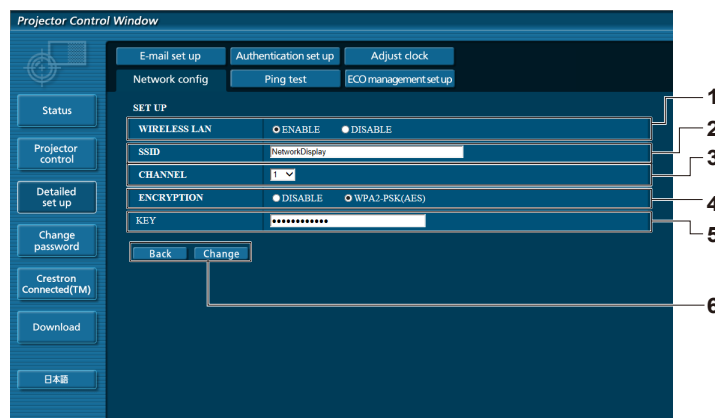 Projector Control Window
E-mail set up Authentication set up Adjust clock
Network config Ping test ECO management set up
Status
Projector control
Detailed set up
Change password
Crestron Connected(TM)
Download
日本語
SET UP
WIRELESS LAN ENABLE DISABLE 1
SSID NetworkDisplay 2
CHANNEL 1 3
ENCRYPTION DISABLE WPA2-PSK(AES) 4
KEY •••••••••••• 5
Back Change 6